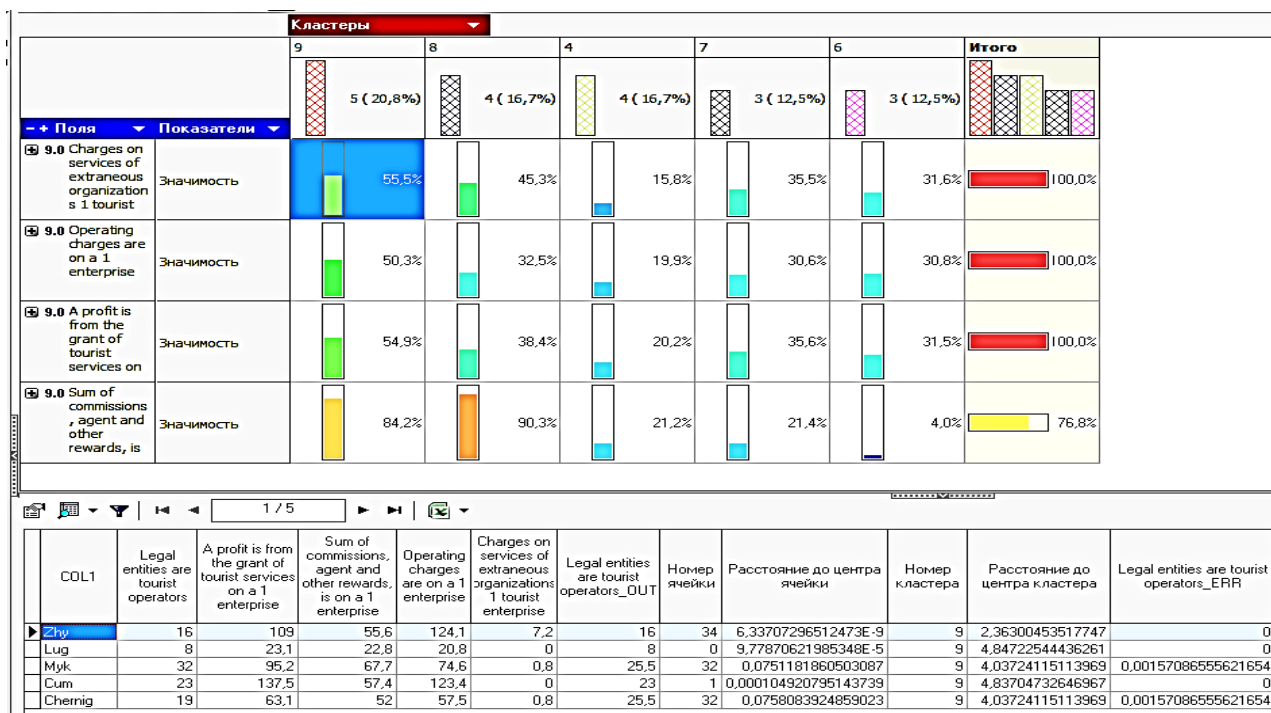 Кластеры
9 8 4 7 6 Итого
5 ( 20,8%) 4 ( 16,7%) 4 ( 16,7%) 3 ( 12,5%) 3 ( 12,5%)
– + Поля Показатели
9.0 Charges on
services of
extraneous
organization
s 1 tourist
Значимость 55,5% 45,3% 15,8% 35,5% 31,6% 100,0%
9.0 Operating
charges are
on a 1
enterprise
Значимость 50,3% 32,5% 19,9% 30,6% 30,8% 100,0%
9.0 A profit is
from the
grant of
tourist
services on
Значимость 54,9% 38,4% 20,2% 35,6% 31,5% 100,0%
9.0 Sum of
commissions
, agent and
other
rewards, is
Значимость 84,2% 90,3% 21,2% 21,4% 4,0% 76,8%
1 / 5
COL1
Legal
entities are
tourist
operators
A profit is from
the grant of
tourist services
on a 1
enterprise
Sum of
commissions,
agent and
other rewards,
is on a 1
enterprise
Operating
charges
are on a 1
enterprise
Charges on
services of
extraneous
organizations
1 tourist
enterprise
Legal entities
are tourist
operators_OUT
Номер
ячейки
Расстояние до центра
ячейки
Номер
кластера
Расстояние до
центра кластера
Legal entities are tourist
operators_ERR
Zhy 16 109 55,6 124,1 7,2 16 34 6,33707296512473E-9 9 2,36300453517747 0
Lug 8 23,1 22,8 20,8 0 8 0 9,77870621985348E-5 9 4,84722544436261 0
Myk 32 95,2 67,7 74,6 0,8 25,5 32 0,07511181860503087 9 4,03724115113969 0,001570865555621654
Cum 23 137,5 57,4 123,4 0 23 1 0,000104920795143739 9 4,83704732646967 0
Chernig 19 63,1 52 57,5 0,8 25,5 32 0,0758083924859023 9 4,03724115113969 0,001570865555621654